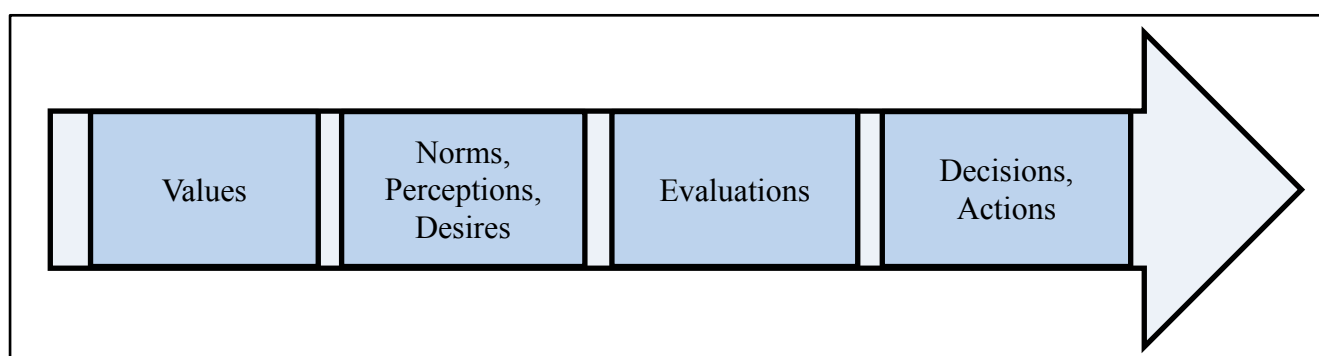 Values
Norms,
Perceptions,
Desires
Evaluations
Decisions,
Actions